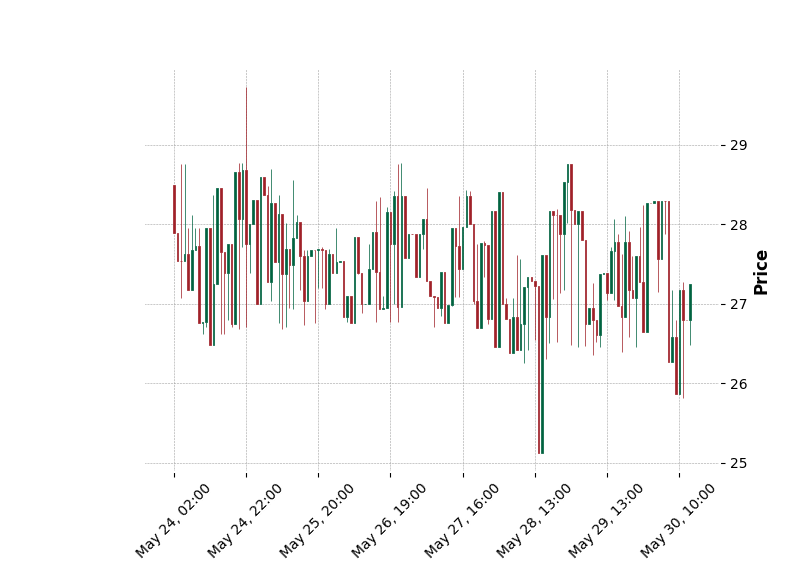 29
28
27
26
25
Price
May 24, 02:00
May 24, 22:00
May 25, 20:00
May 26, 19:00
May 27, 16:00
May 28, 13:00
May 29, 13:00
May 30, 10:00